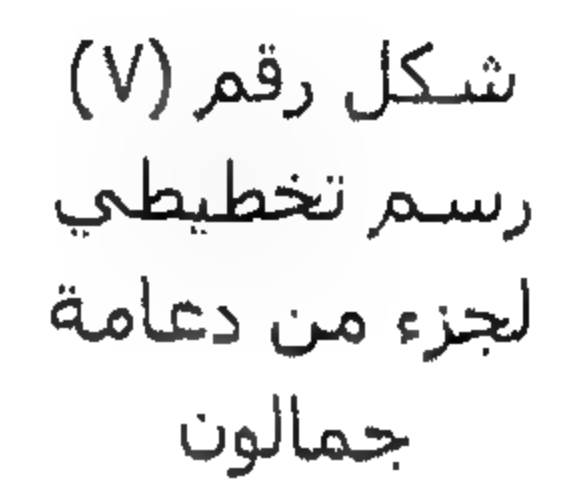 شكل رقم (٧)
رسم تخطيطي
لجزء من دعامة
جمالون